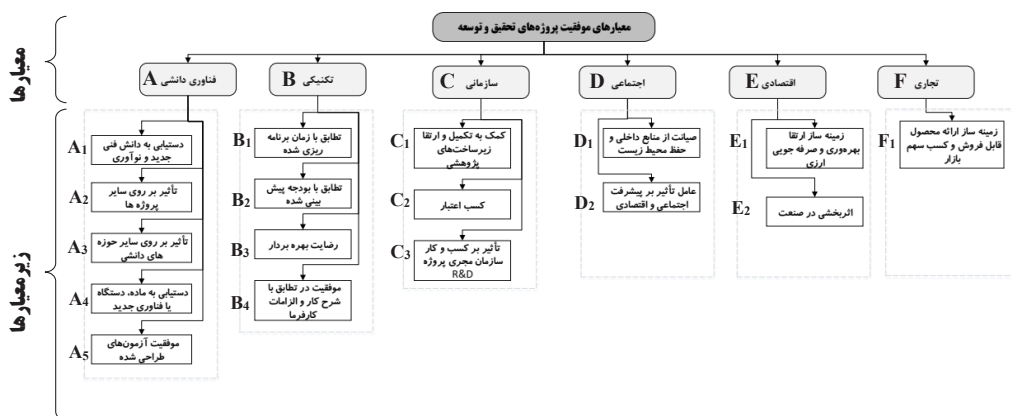 معیارهای موفقیت پروژه‌های تحقیق و توسعه
معیارها
A فناوری دانشی
B تکنیکی
C سازمانی
D اجتماعی
E اقتصادی
F تجاری
زیرمعیارها
A1
دستیابی به دانش فنی
جدید و نوآوری
A2
تأثیر بر روی سایر
پروژه ها
A3
تأثیر بر روی سایر حوزه
های دانشی
A4
دستیابی به ماده، دستگاه
یا فناوری جدید
A5
موفقیت آزمون‌های
طراحی شده
B1
تطابق با زمان برنامه
ریزی شده
B2
تطابق با بودجه پیش
بینی شده
B3
رضایت بهره بردار
B4
موفقیت در تطابق با
شرح کار و الزامات
کارفرما
C1
کمک به تکمیل و ارتقا
زیرساخت‌های
پژوهشی
C2
کسب اعتبار
C3
تأثیر بر کسب و کار
سازمان مجری پروژه
R&D
D1
صیانت از منابع داخلی و
حفظ محیط زیست
D2
عامل تأثیر بر پیشرفت
اجتماعی و اقتصادی
E1
زمینه ساز ارتقا
بهره‌وری و صرفه جویی
ارزی
E2
اثربخشی در صنعت
F1
زمینه ساز ارائه محصول
قابل فروش و کسب سهم
بازار